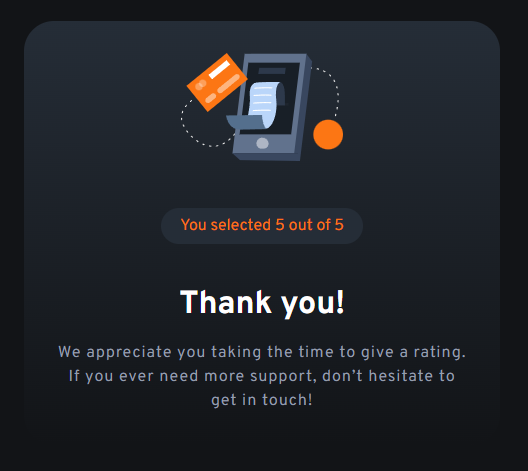 You selected 5 out of 5
Thank you!
We appreciate you taking the time to give a rating.
If you ever need more support, don’t hesitate to
get in touch!